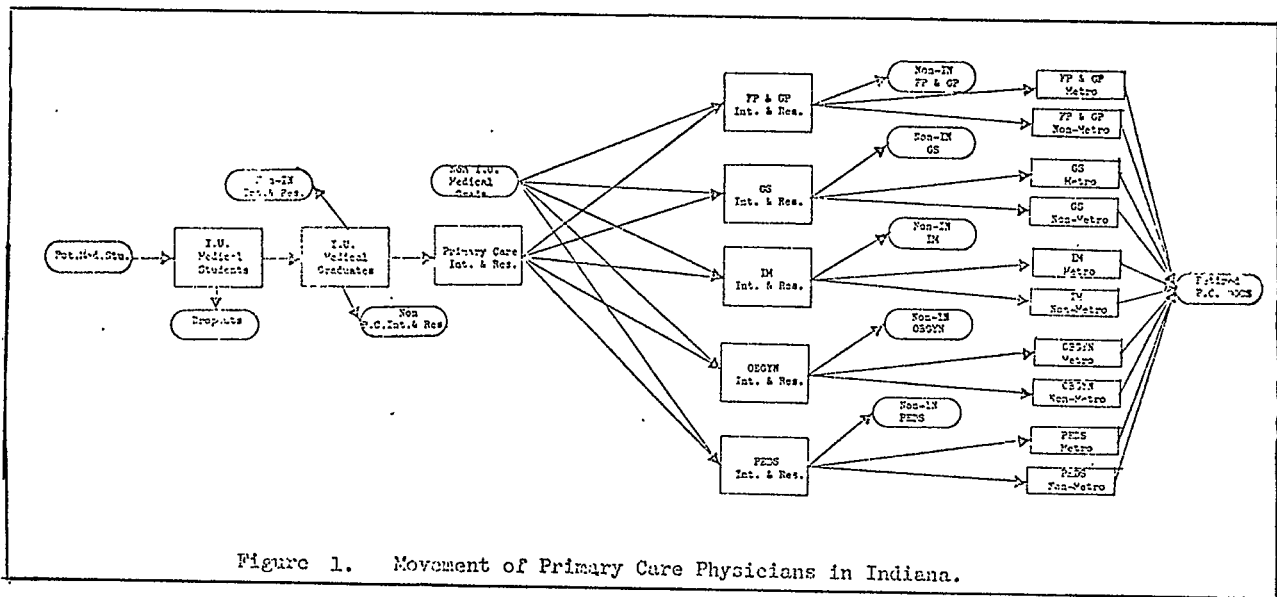 Pot.Med.Stu.
I.U.
Medical
Students
Dropouts
Non-IN
Int.& Res.
I.U.
Medical
Graduates
Non
P.C.Int.& Res
Primary Care
Int. & Res.
Non I.U.
Medical
Grads.
FP & GP
Int. & Res.
GS
Int. & Res.
IM
Int. & Res.
OBGYN
Int. & Res.
PEDS
Int. & Res.
Non-IN
FP & GP
Non-IN
GS
Non-IN
IM
Non-IN
OBGYN
Non-IN
PEDS
FP & GP
Metro
FP & GP
Non-Metro
GS
Metro
GS
Non-Metro
IM
Metro
IM
Non-Metro
OBGYN
Metro
OBGYN
Non-Metro
PEDS
Metro
PEDS
Non-Metro
Retired
P.C.
Figure 1. Movement of Primary Care Physicians in Indiana.